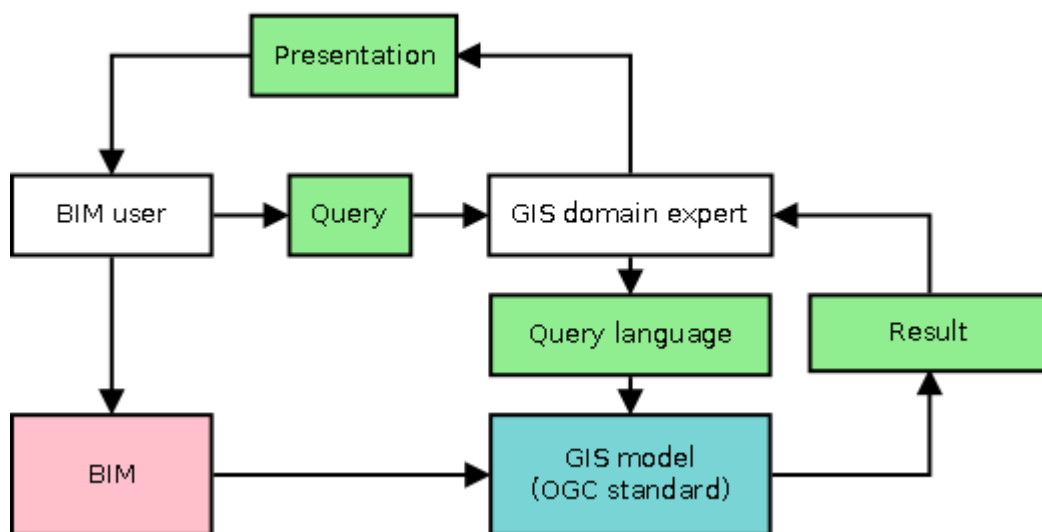 Presentation
BIM user
Query
GIS domain expert
Query language
Result
BIM
GIS model
(OGC standard)